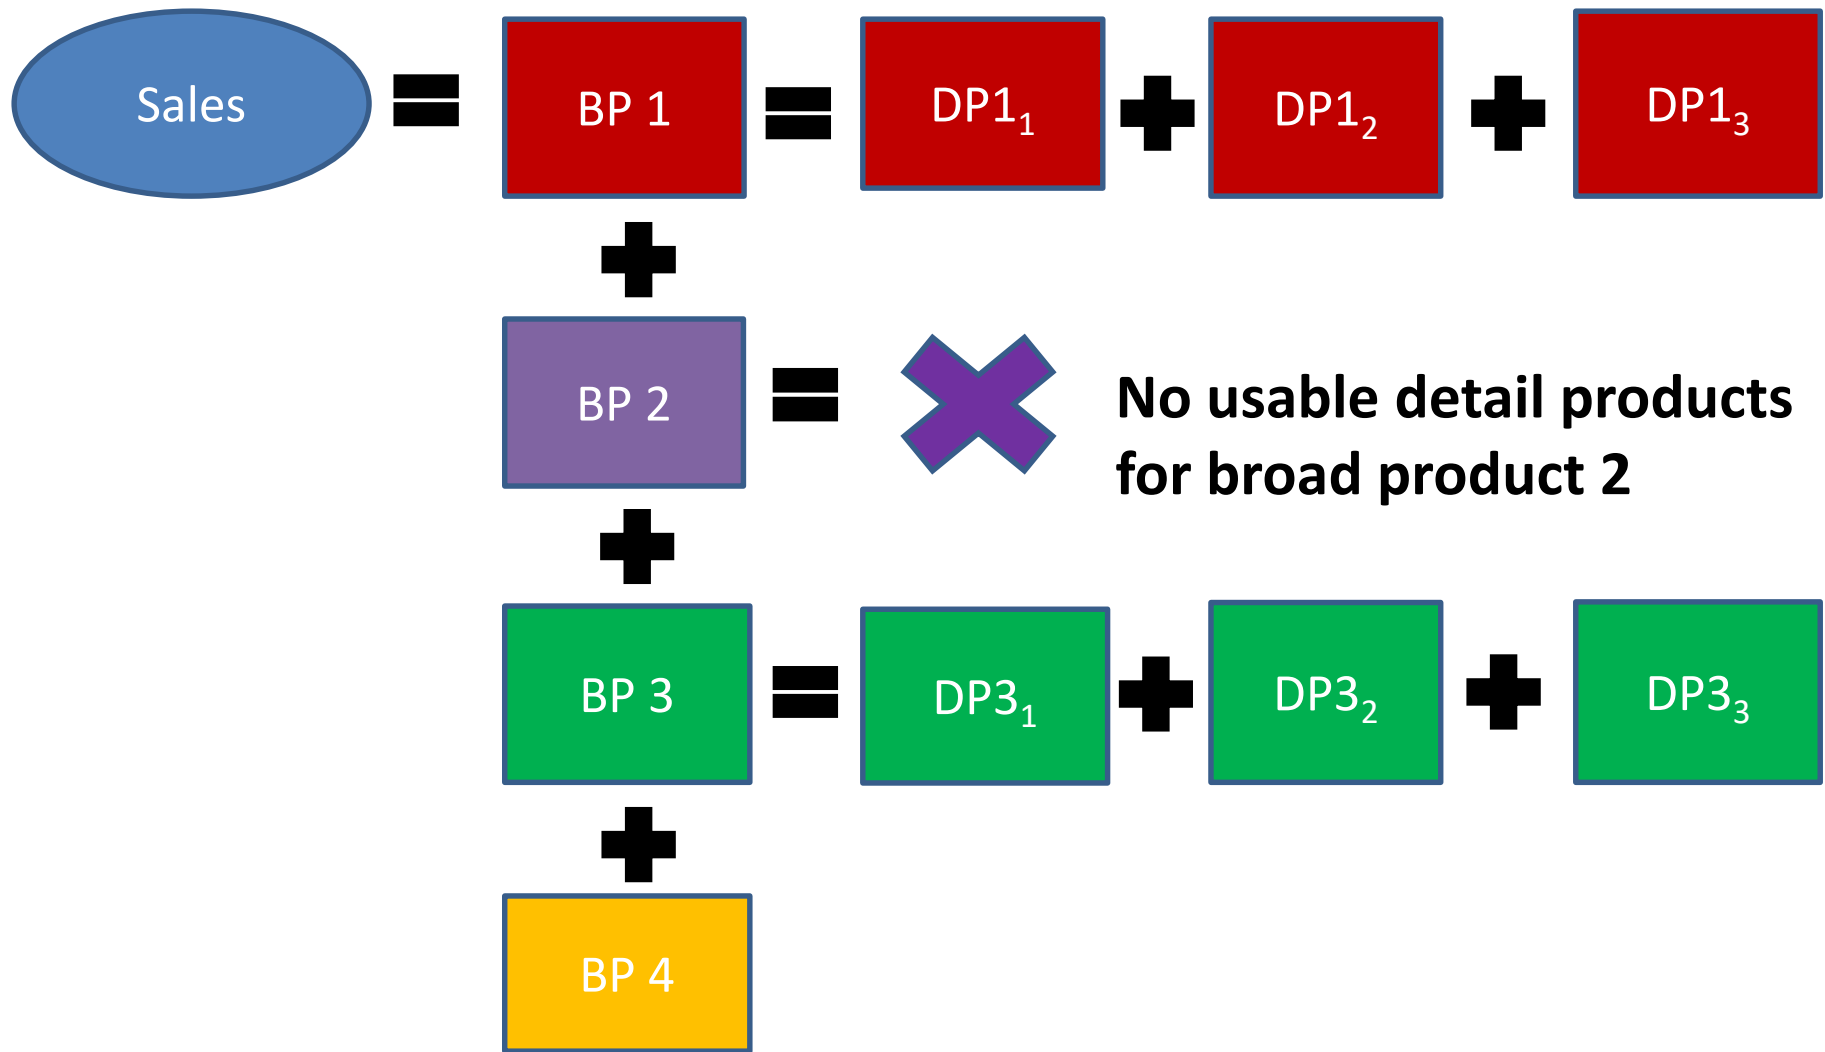 Sales
BP 1
DP1₁
DP1₂
DP1₃
BP 2
No usable detail products
for broad product 2
BP 3
DP3₁
DP3₂
DP3₃
BP 4